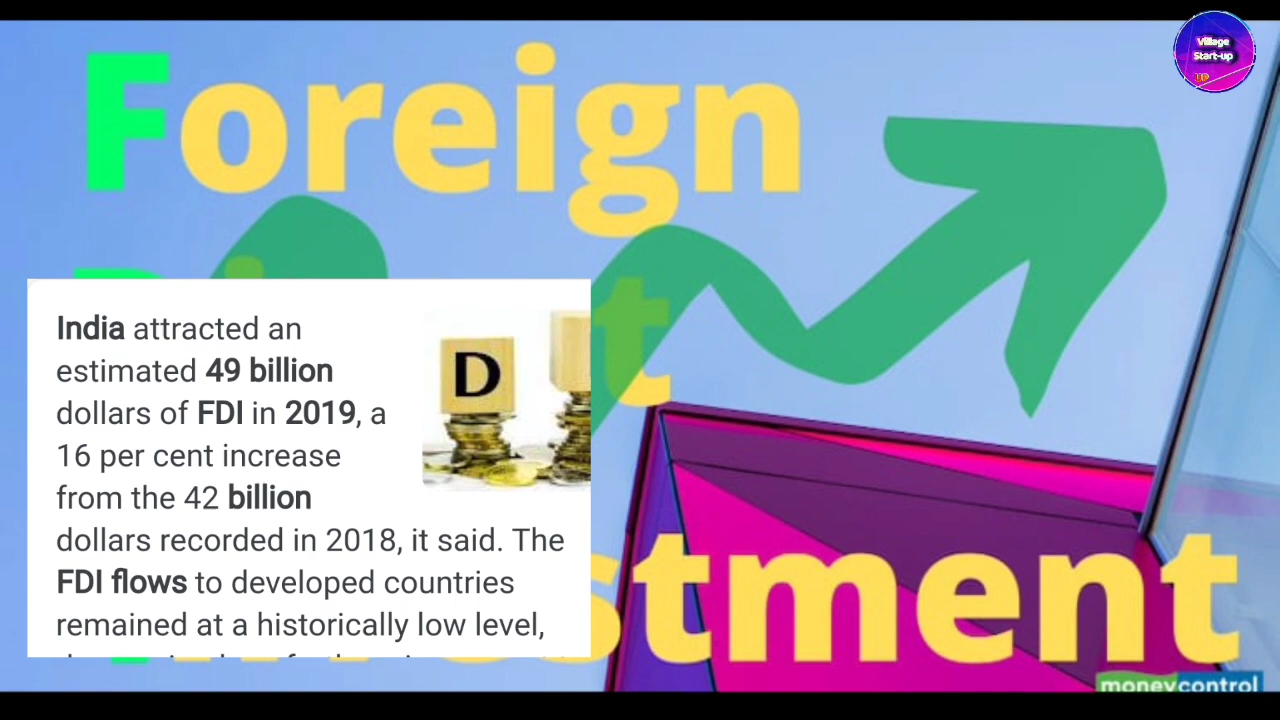 Village
Start-up
UP
Foreign
India attracted an
estimated 49 billion
dollars of FDI in 2019, a
16 per cent increase
from the 42 billion
dollars recorded in 2018, it said. The
FDI flows to developed countries
remained at a historically low level,
D
t
stment
moneycontrol